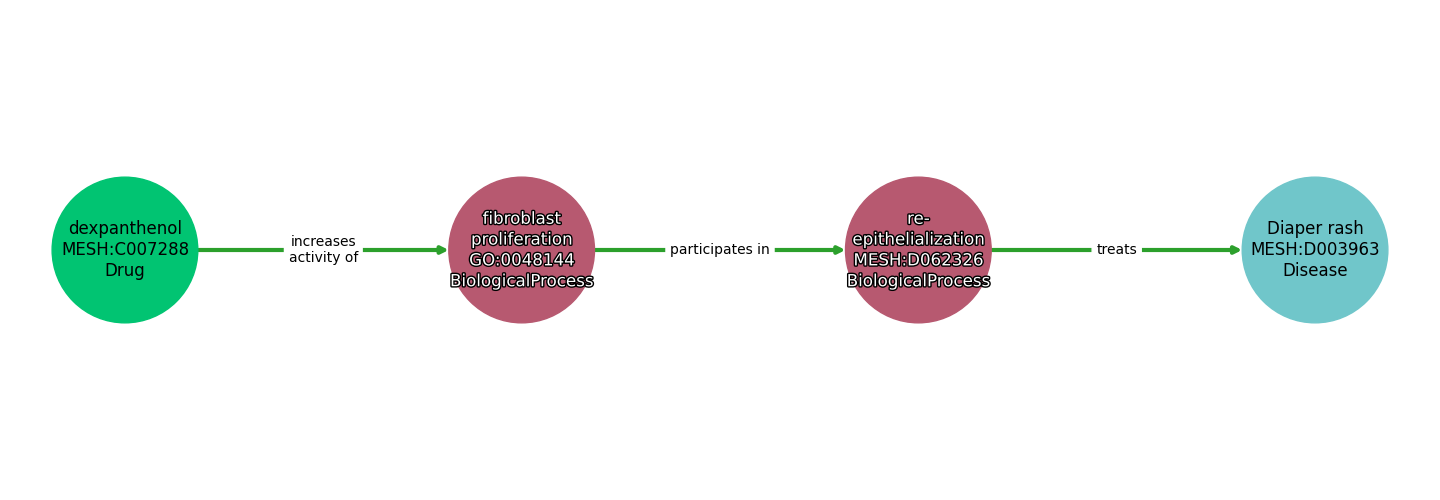 dexpanthenol
MESH:C007288
Drug
increases
activity of
fibroblast
proliferation
GO:0048144
BiologicalProcess
participates in
re-
epithelialization
MESH:D062326
BiologicalProcess
treats
Diaper rash
MESH:D003963
Disease